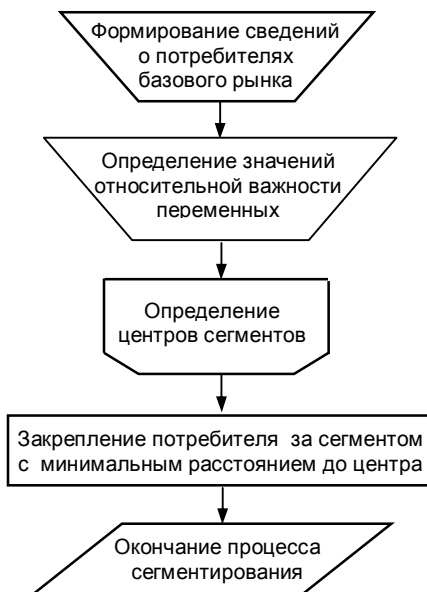 Формирование сведений
о потребителях
базового рынка
Определение значений
относительной важности
переменных
Определение
центров сегментов
Закрепление потребителя за сегментом
с минимальным расстоянием до центра
Окончание процесса
сегментирования